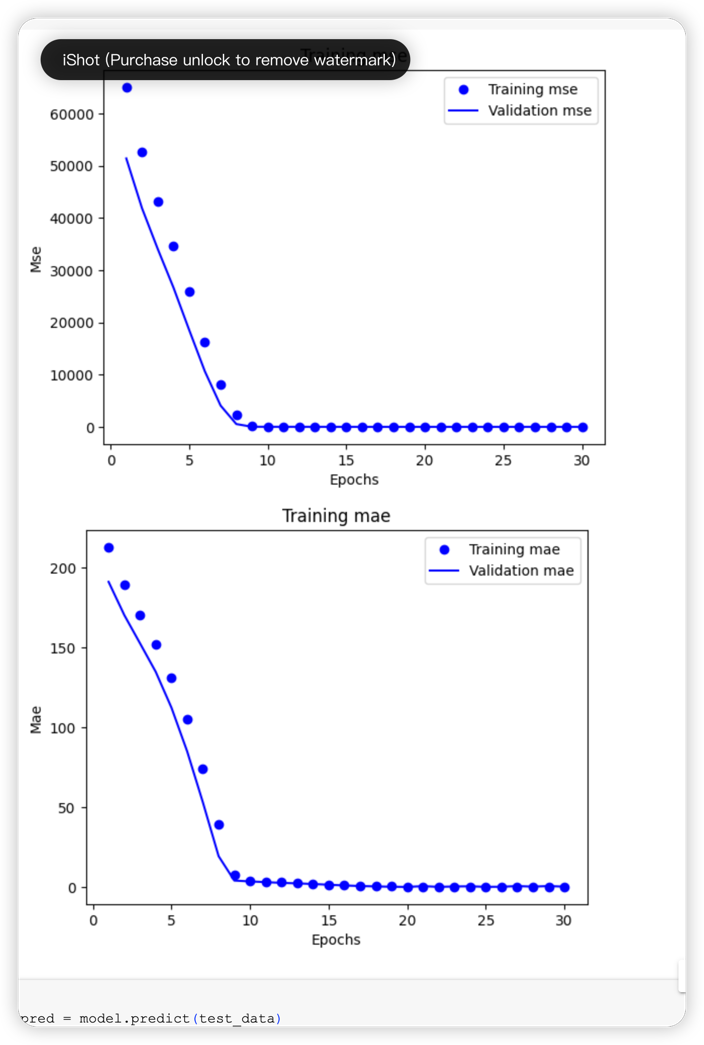 iShot (Purchase unlock to remove watermark)
Training mae
Training mse
Validation mse
60000
50000
40000
30000
20000
10000
0
Mse
0 5 10 15 20 25 30
Epochs
Training mae
Training mae
Validation mae
200
150
100
50
0
Mae
0 5 10 15 20 25 30
Epochs
pred = model.predict(test_data)